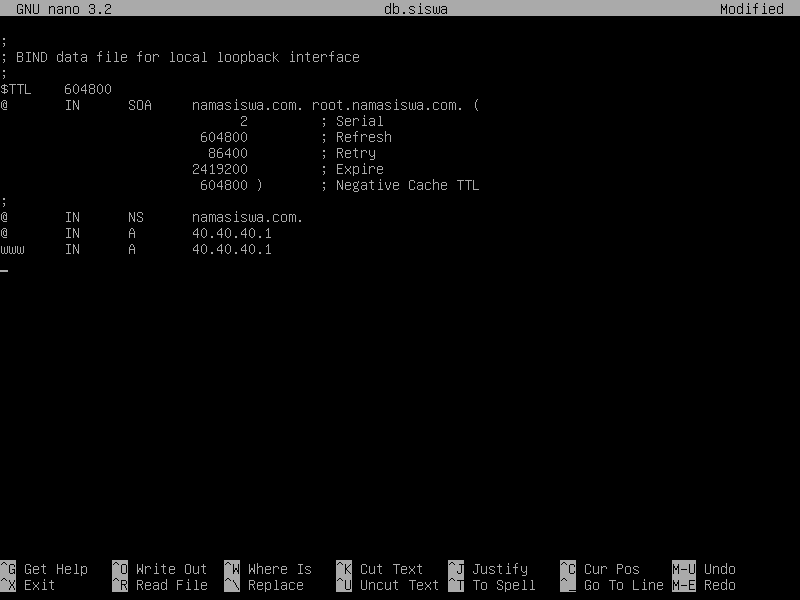 GNU nano 3.2 db.siswa Modified
;
; BIND data file for local loopback interface
;
$TTL 604800
@ IN SOA namasiswa.com. root.namasiswa.com. (
2 ; Serial
604800 ; Refresh
86400 ; Retry
2419200 ; Expire
604800 ) ; Negative Cache TTL
;
@ IN NS namasiswa.com.
@ IN A 40.40.40.1
www IN A 40.40.40.1
^G Get Help ^O Write Out ^W Where Is ^K Cut Text ^J Justify ^C Cur Pos M-U Undo
^X Exit ^R Read File ^\ Replace ^U Uncut Text ^T To Spell ^_ Go To Line M-E Redo